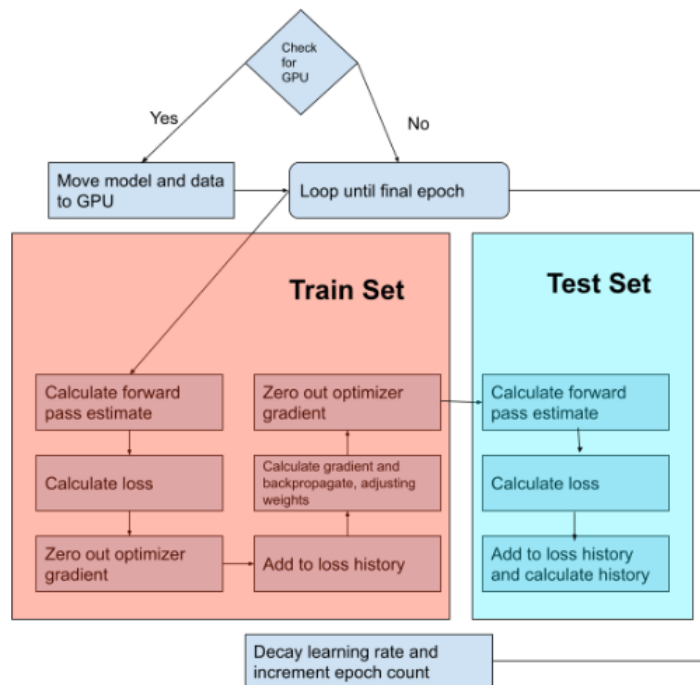 Check
for
GPU
Yes
No
Move model and data
to GPU
Loop until final epoch
Train Set
Test Set
Calculate forward
pass estimate
Calculate loss
Zero out optimizer
gradient
Add to loss history
Calculate gradient and
backpropagate, adjusting
weights
Zero out optimizer
gradient
Calculate forward
pass estimate
Calculate loss
Add to loss history
and calculate history
Decay learning rate and
increment epoch count